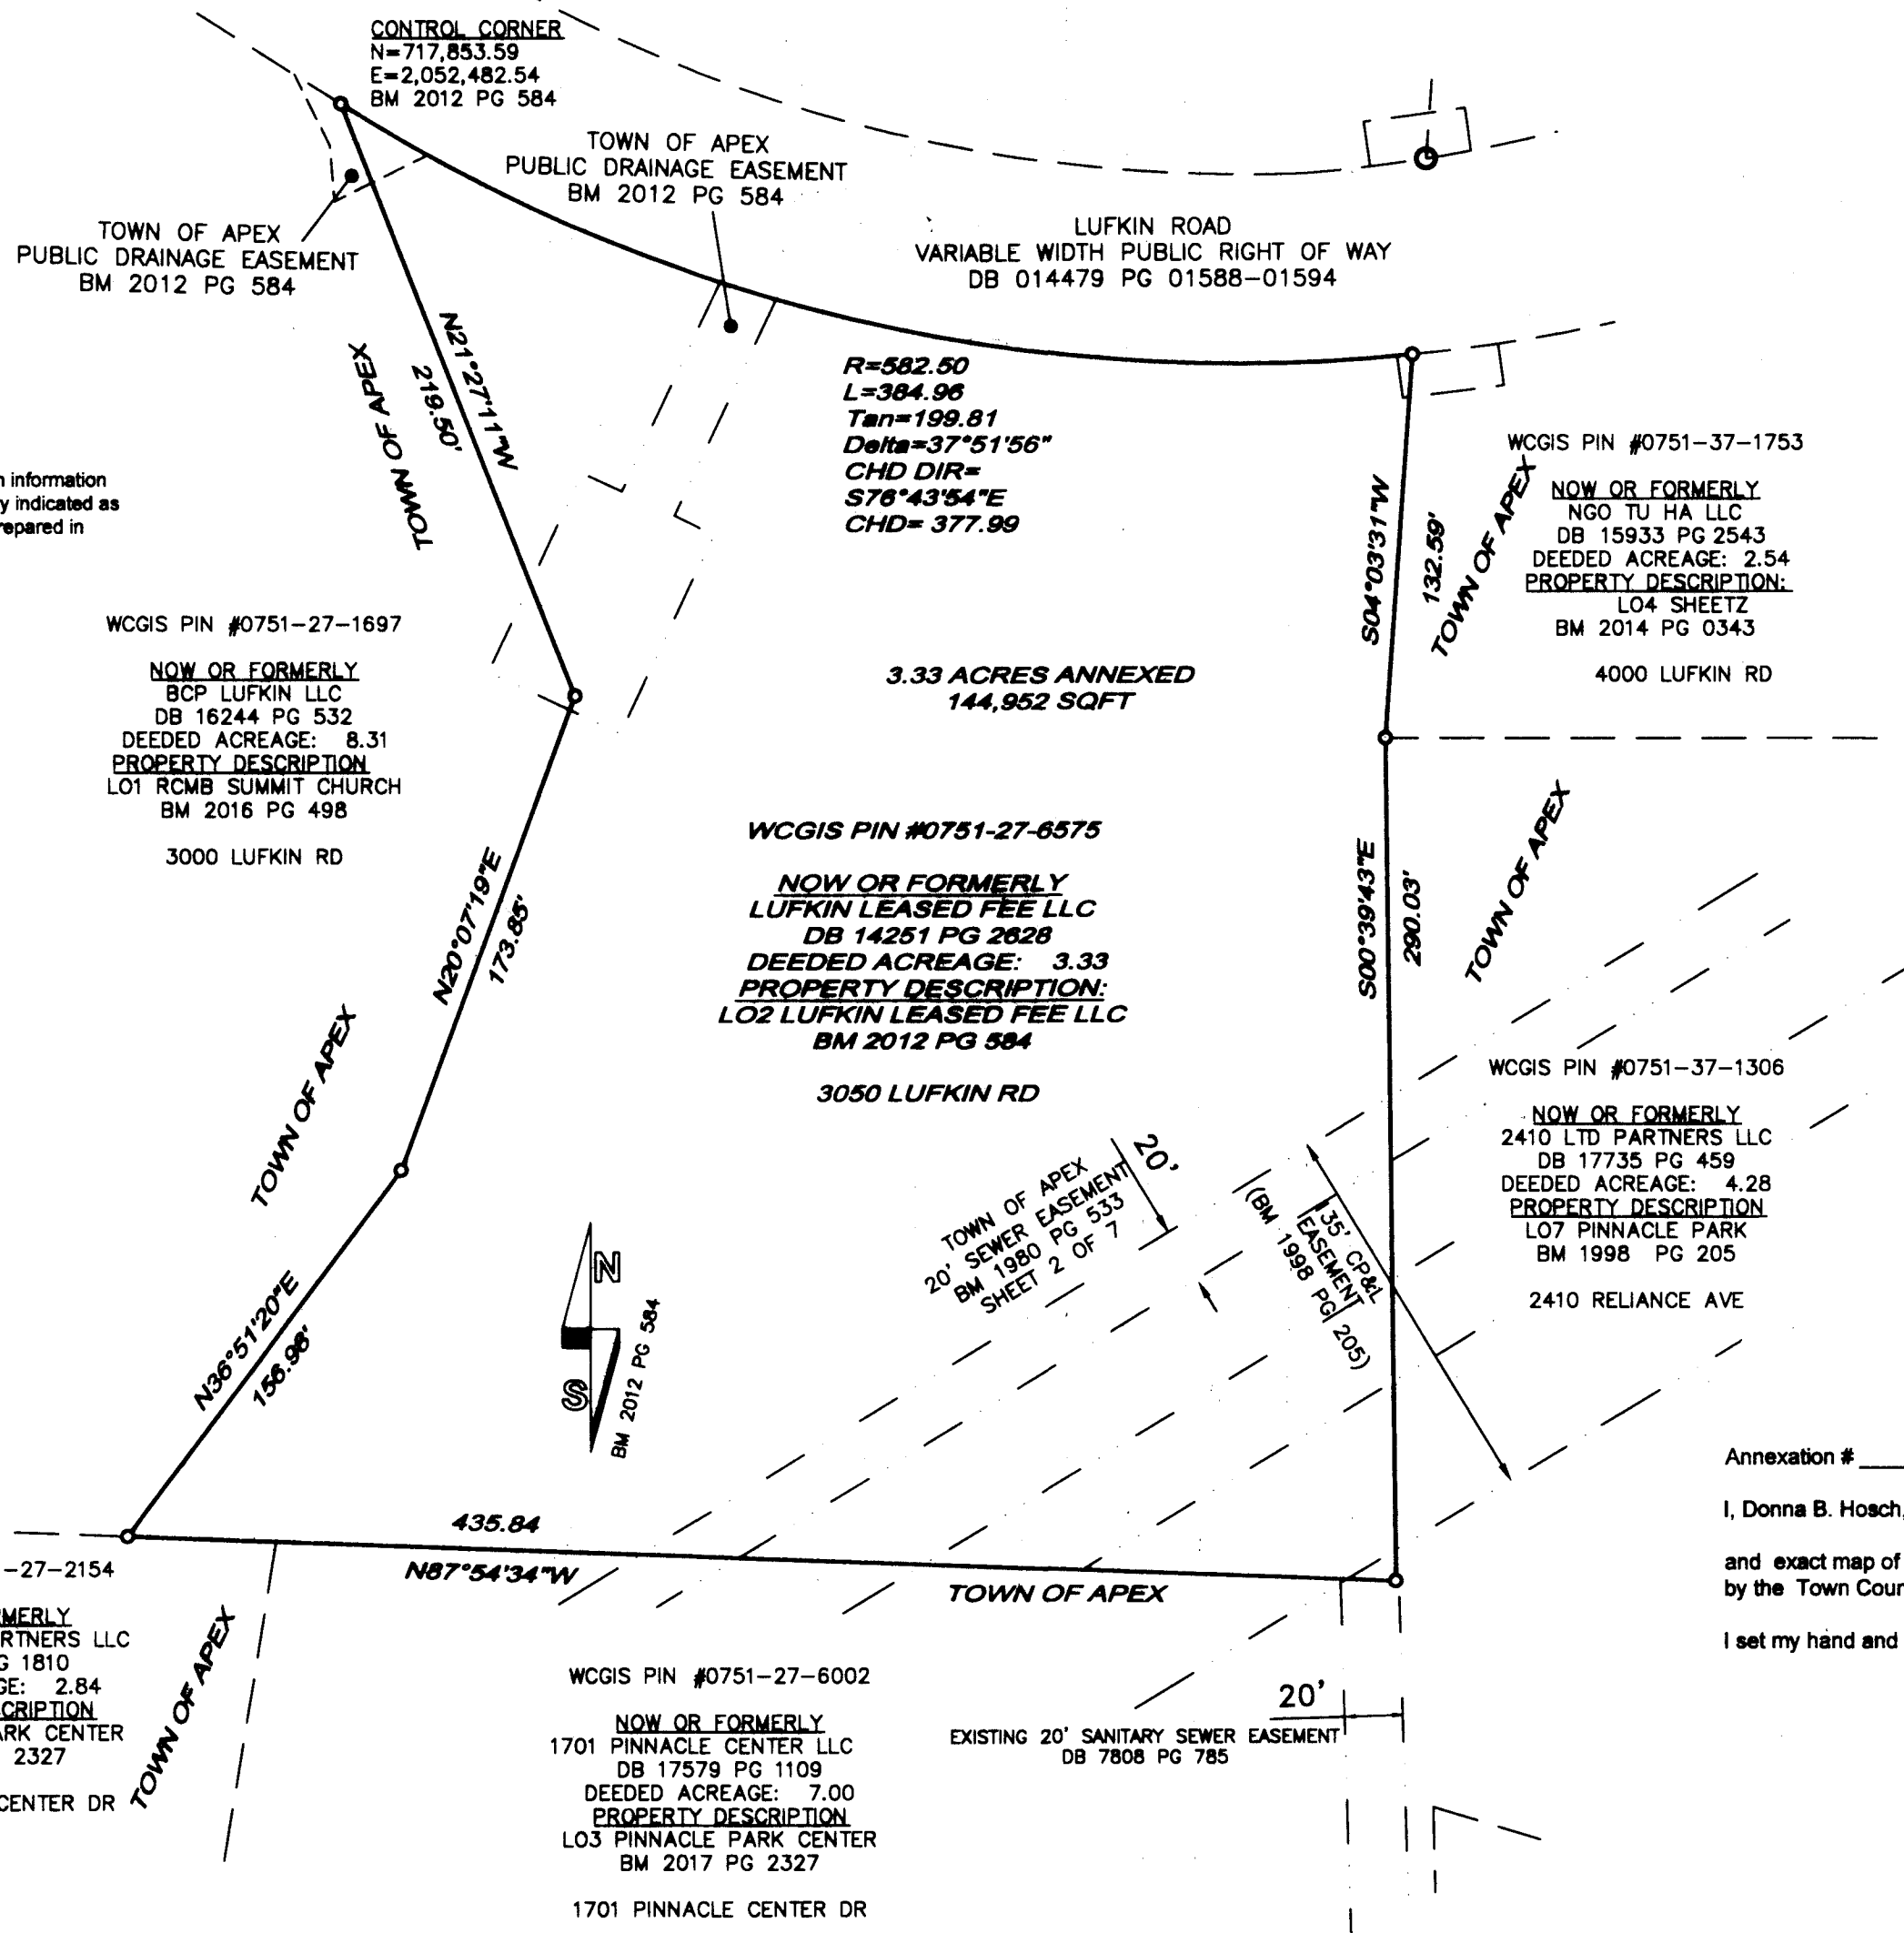 CONTROL CORNER
N=717,853.59
E=2,052,482.54
BM 2012 PG 584
TOWN OF APEX
PUBLIC DRAINAGE EASEMENT
BM 2012 PG 584
TOWN OF APEX
PUBLIC DRAINAGE EASEMENT
BM 2012 PG 584
LUFKIN ROAD
VARIABLE WIDTH PUBLIC RIGHT OF WAY
DB 014479 PG 01588-01594
N21°27'11"W
219.50'
TOWN OF APEX
R=582.50
L=384.96
Tan=199.81
Delta=37°51'56"
CHD DIR=
S76°43'54"E
CHD= 377.99
information
y indicated as
repared in
S04°03'31"W
132.59'
TOWN OF APEX
WCGIS PIN #0751-37-1753
NOW OR FORMERLY
NGO TU HA LLC
DB 15933 PG 2543
DEEDED ACREAGE: 2.54
PROPERTY DESCRIPTION:
LO4 SHEETZ
BM 2014 PG 0343
4000 LUFKIN RD
WCGIS PIN #0751-27-1697
NOW OR FORMERLY
BCP LUFKIN LLC
DB 16244 PG 532
DEEDED ACREAGE: 8.31
PROPERTY DESCRIPTION
LO1 RCMB SUMMIT CHURCH
BM 2016 PG 498
3000 LUFKIN RD
3.33 ACRES ANNEXED
144,952 SQFT
WCGIS PIN #0751-27-6575
NOW OR FORMERLY
LUFKIN LEASED FEE LLC
DB 14251 PG 2628
DEEDED ACREAGE: 3.33
PROPERTY DESCRIPTION:
LO2 LUFKIN LEASED FEE LLC
BM 2012 PG 584
3050 LUFKIN RD
N20°07'19"E
173.85'
TOWN OF APEX
S00°39'43"E
290.03'
TOWN OF APEX
WCGIS PIN #0751-37-1306
NOW OR FORMERLY
2410 LTD PARTNERS LLC
DB 17735 PG 459
DEEDED ACREAGE: 4.28
PROPERTY DESCRIPTION
LO7 PINNACLE PARK
BM 1998 PG 205
2410 RELIANCE AVE
TOWN OF APEX
20' SEWER EASEMENT
BM 1980 PG 533
SHEET 2 OF 7
20'
135' CP&L
EASEMENT
(BM 1998 PG 205)
N
S
BM 2012 PG 584
N36°51'20"E
156.98'
435.84
N87°54'34"W
TOWN OF APEX
Annexation #
I, Donna B. Hosch,
and exact map of
by the Town Coun
I set my hand and
-27-2154
RMERLY
RTNERS LLC
G 1810
GE: 2.84
CRIPTION
ARK CENTER
2327
CENTER DR
TOWN OF APEX
WCGIS PIN #0751-27-6002
NOW OR FORMERLY
1701 PINNACLE CENTER LLC
DB 17579 PG 1109
DEEDED ACREAGE: 7.00
PROPERTY DESCRIPTION
LO3 PINNACLE PARK CENTER
BM 2017 PG 2327
1701 PINNACLE CENTER DR
20'
EXISTING 20' SANITARY SEWER EASEMENT
DB 7808 PG 785